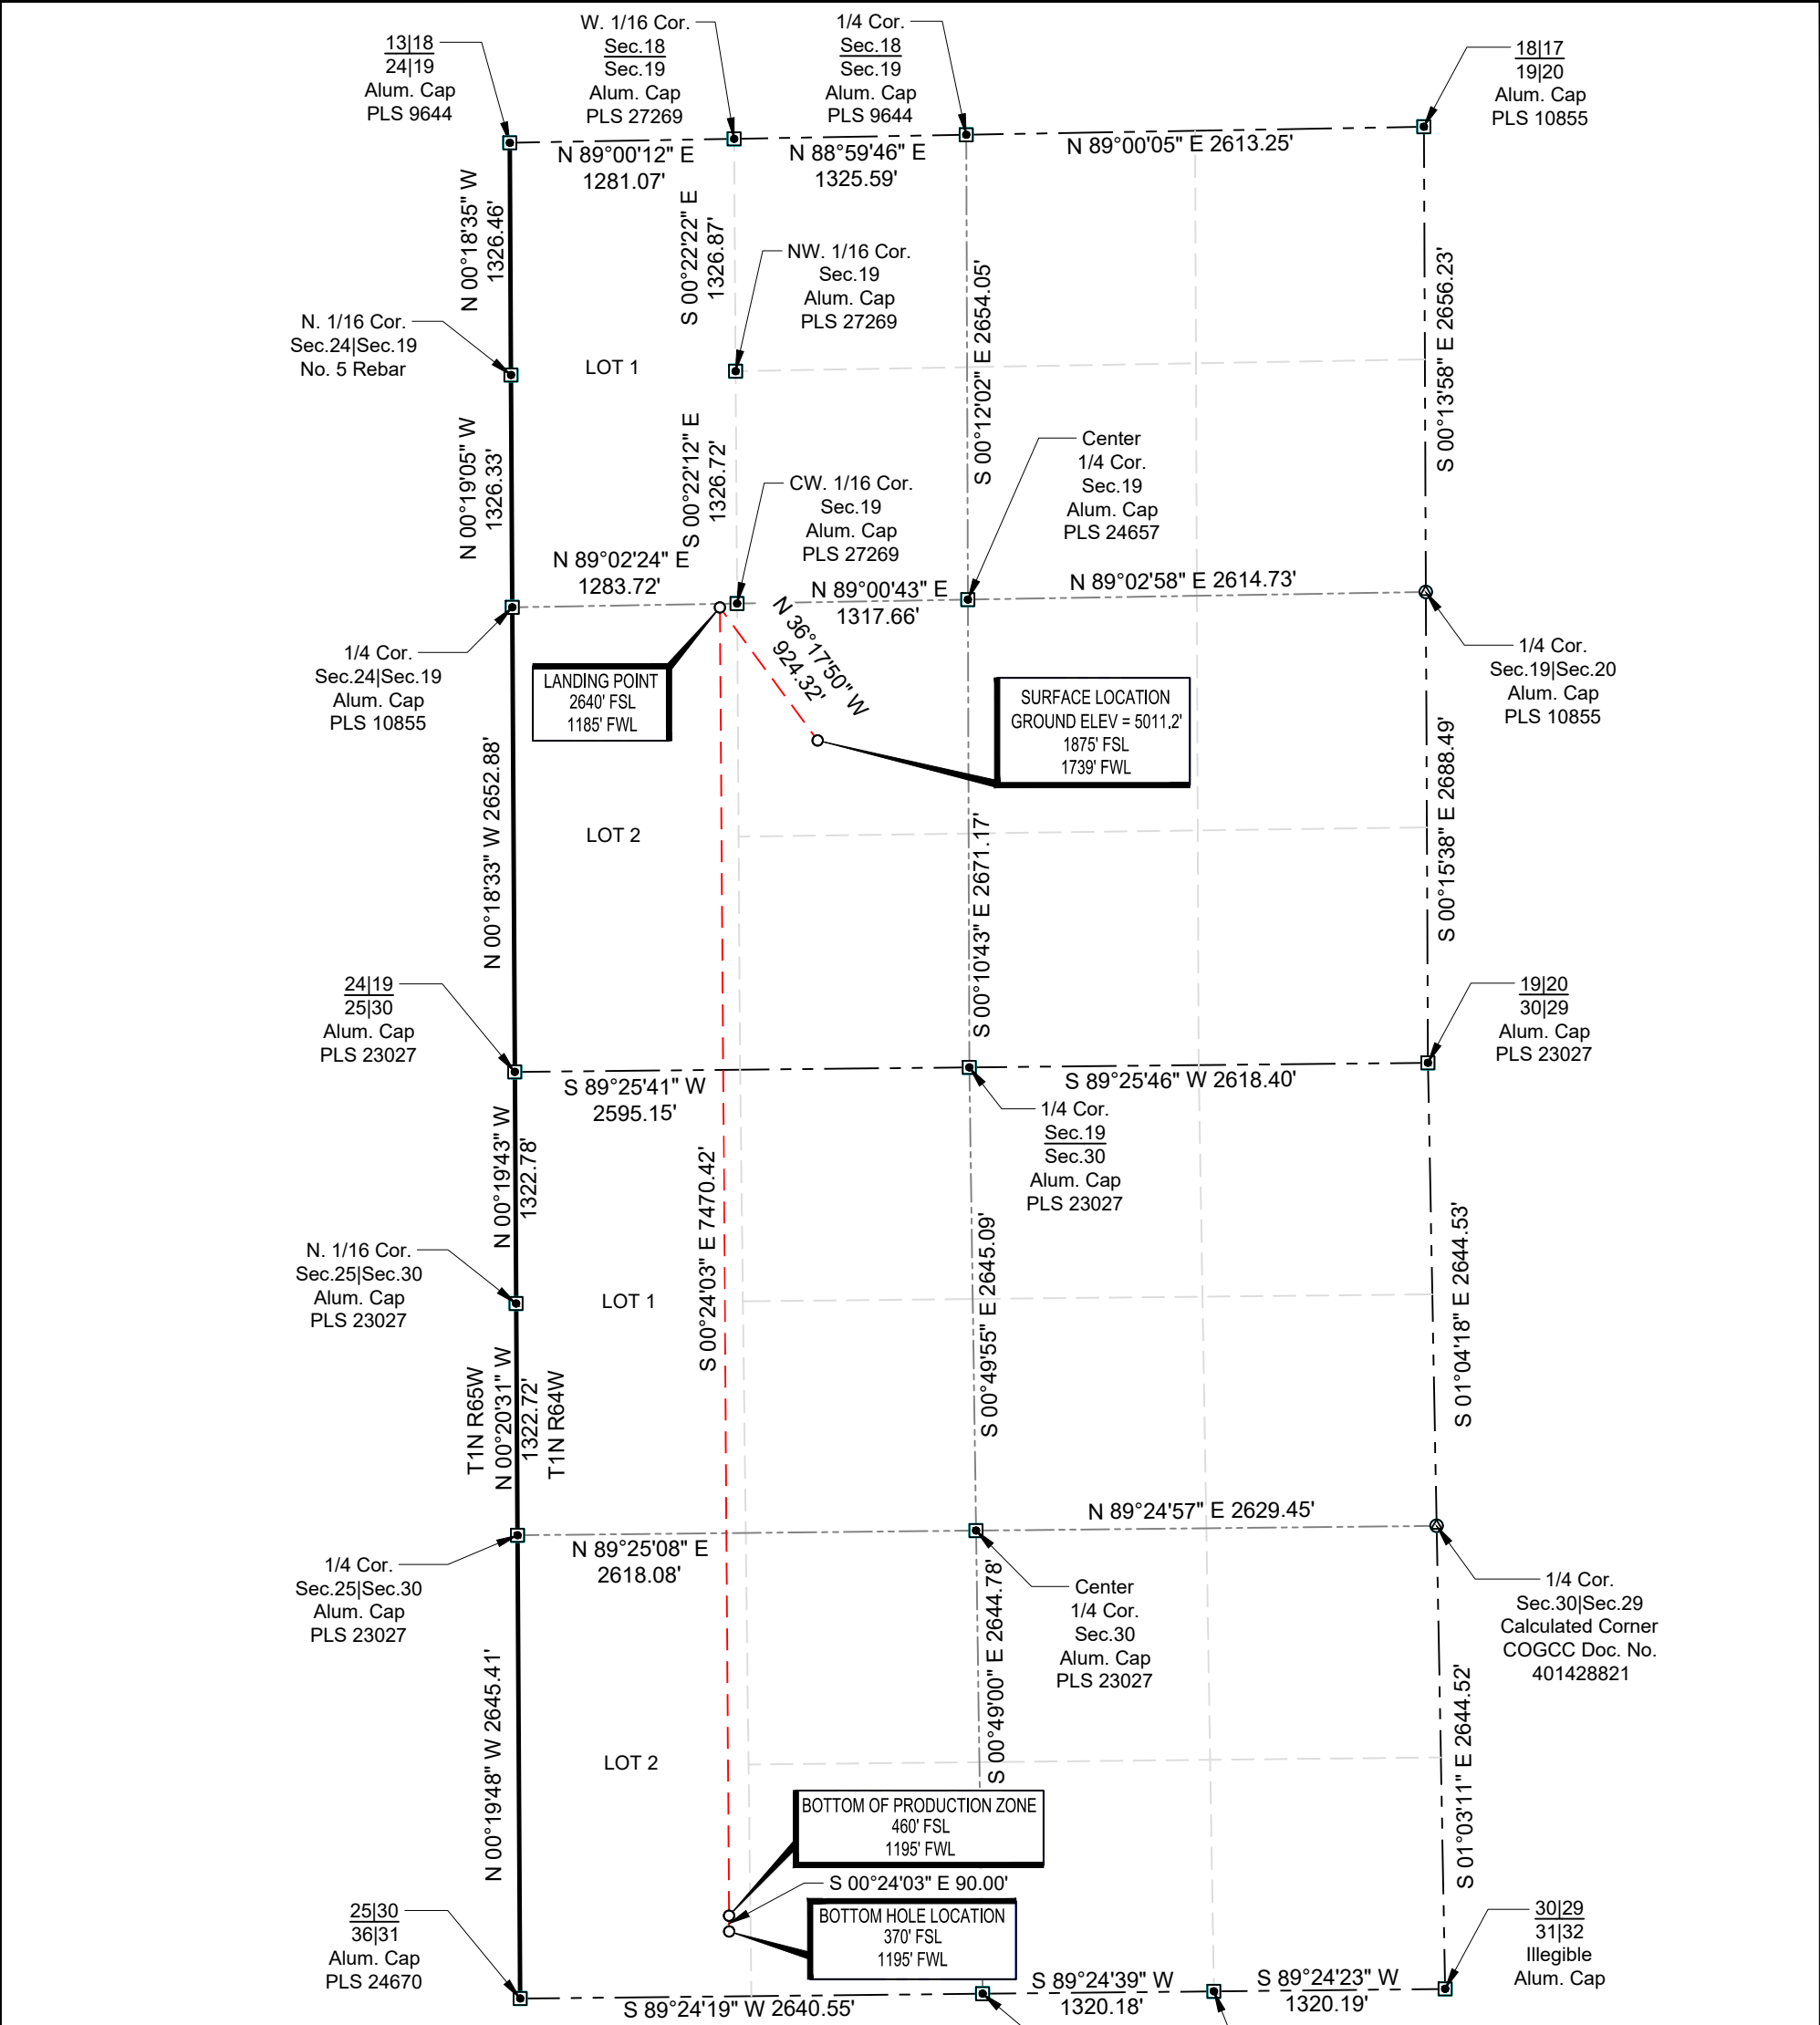 W. 1/16 Cor.
Sec.18
Sec.19
Alum. Cap
PLS 27269
1/4 Cor.
Sec.18
Sec.19
Alum. Cap
PLS 9644
13|18
24|19
Alum. Cap
PLS 9644
18|17
19|20
Alum. Cap
PLS 10855
N 89°00'12" E
1281.07'
N 88°59'46" E
1325.59'
N 89°00'05" E 2613.25'
N 00°18'35" W
1326.46'
S 00°22'22" E
1326.87'
NW. 1/16 Cor.
Sec.19
Alum. Cap
PLS 27269
S 00°12'02" E 2654.05'
S 00°13'58" E 2656.23'
N. 1/16 Cor.
Sec.24|Sec.19
No. 5 Rebar
LOT 1
N 00°19'05" W
1326.33'
S 00°22'12" E
1326.72'
CW. 1/16 Cor.
Sec.19
Alum. Cap
PLS 27269
Center
1/4 Cor.
Sec.19
Alum. Cap
PLS 24657
N 89°02'24" E
1283.72'
N 89°00'43" E
1317.66'
N 89°02'58" E 2614.73'
N 36°17'50" W
924.32'
1/4 Cor.
Sec.24|Sec.19
Alum. Cap
PLS 10855
LANDING POINT
2640' FSL
1185' FWL
SURFACE LOCATION
GROUND ELEV = 5011.2'
1875' FSL
1739' FWL
1/4 Cor.
Sec.19|Sec.20
Alum. Cap
PLS 10855
N 00°18'33" W 2652.88'
LOT 2
S 00°10'43" E 2671.17'
S 00°15'38" E 2688.49'
24|19
25|30
Alum. Cap
PLS 23027
19|20
30|29
Alum. Cap
PLS 23027
S 89°25'41" W
2595.15'
S 89°25'46" W 2618.40'
1/4 Cor.
Sec.19
Sec.30
Alum. Cap
PLS 23027
N 00°19'43" W
1322.78'
S 00°24'03" E 7470.42'
S 00°49'55" E 2645.09'
S 01°04'18" E 2644.53'
N. 1/16 Cor.
Sec.25|Sec.30
Alum. Cap
PLS 23027
LOT 1
T1N R65W
N 00°20'31" W
1322.72'
T1N R64W
N 89°25'08" E
2618.08'
N 89°24'57" E 2629.45'
1/4 Cor.
Sec.25|Sec.30
Alum. Cap
PLS 23027
Center
1/4 Cor.
Sec.30
Alum. Cap
PLS 23027
1/4 Cor.
Sec.30|Sec.29
Calculated Corner
COGCC Doc. No.
401428821
N 00°19'48" W 2645.41'
LOT 2
S 00°49'00" E 2644.78'
S 01°03'11" E 2644.52'
BOTTOM OF PRODUCTION ZONE
460' FSL
1195' FWL
S 00°24'03" E 90.00'
BOTTOM HOLE LOCATION
370' FSL
1195' FWL
25|30
36|31
Alum. Cap
PLS 24670
30|29
31|32
Illegible
Alum. Cap
S 89°24'19" W 2640.55'
S 89°24'39" W
1320.18'
S 89°24'23" W
1320.19'